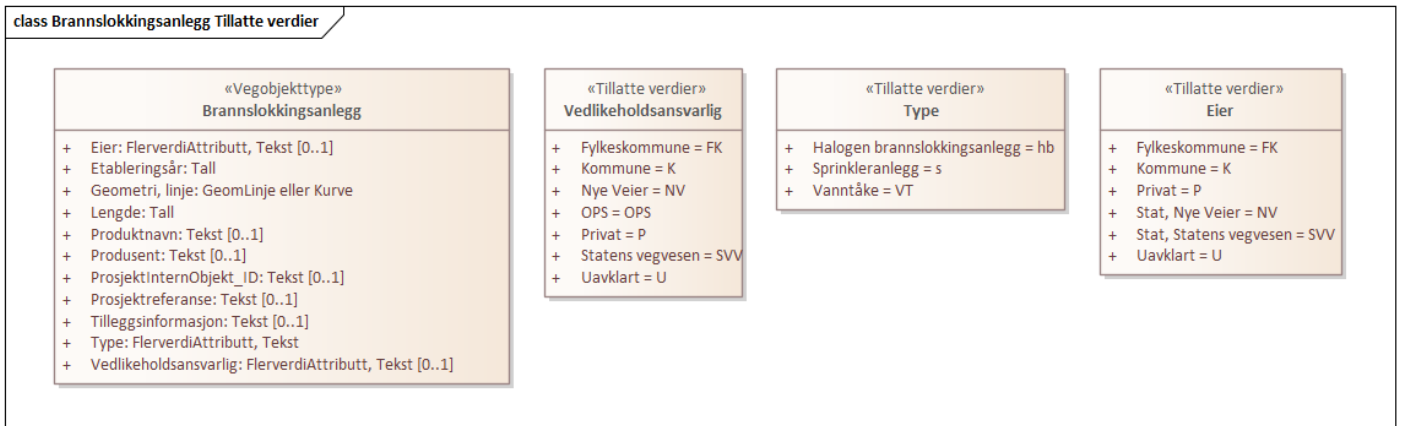 class Brannslokkingsanlegg Tillatte verdier
«Vegobjekttype»
Brannslokkingsanlegg
+ Eier: FlerverdiAttributt, Tekst [0..1]
+ Etableringsår: Tall
+ Geometri, linje: GeomLinje eller Kurve
+ Lengde: Tall
+ Produktnavn: Tekst [0..1]
+ Produsent: Tekst [0..1]
+ ProsjektInternObjekt_ID: Tekst [0..1]
+ Prosjektreferanse: Tekst [0..1]
+ Tilleggsinformasjon: Tekst [0..1]
+ Type: FlerverdiAttributt, Tekst
+ Vedlikeholdsansvarlig: FlerverdiAttributt, Tekst [0..1]
«Tillatte verdier»
Vedlikeholdsansvarlig
+ Fylkeskommune = FK
+ Kommune = K
+ Nye Veier = NV
+ OPS = OPS
+ Privat = P
+ Statens vegvesen = SVV
+ Uavklart = U
«Tillatte verdier»
Type
+ Halogen brannslokkingsanlegg = hb
+ Sprinkleranlegg = s
+ Vanntåke = VT
«Tillatte verdier»
Eier
+ Fylkeskommune = FK
+ Kommune = K
+ Privat = P
+ Stat, Nye Veier = NV
+ Stat, Statens vegvesen = SVV
+ Uavklart = U